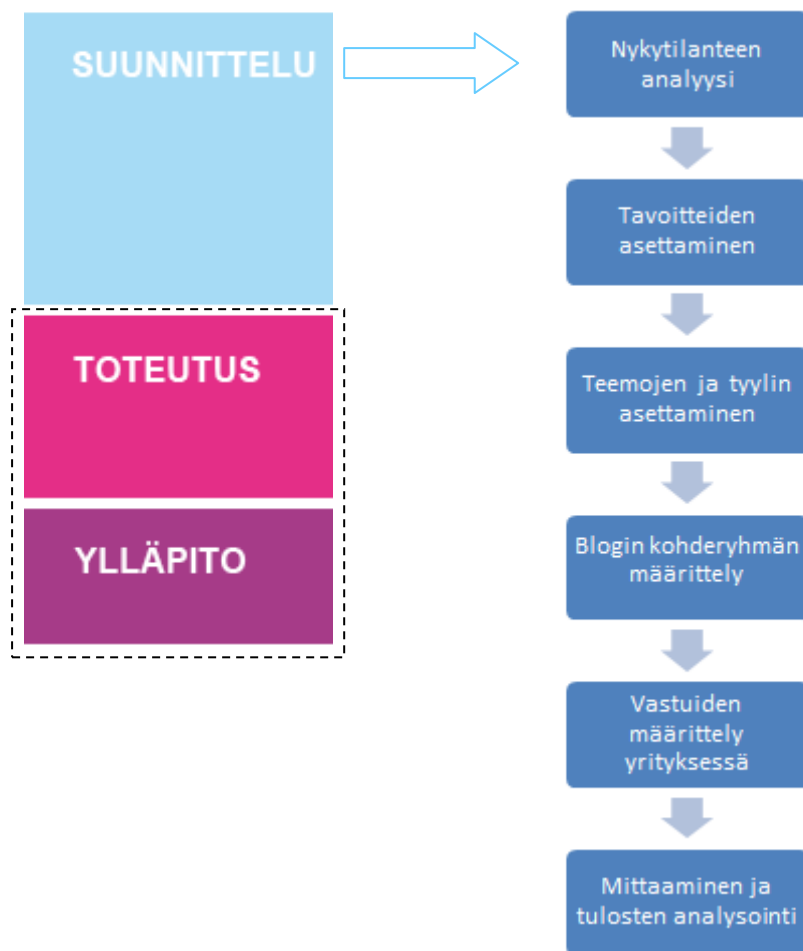 SUUNNITTELU
TOTEUTUS
YLLÄPITO
Nykytilanteen
analyysi
Tavoitteiden
asettaminen
Teemojen ja tyylin
asettaminen
Blogin kohderyhmän
määrittely
Vastuiden
määrittely
yrityksessä
Mittaaminen ja
tulosten analysointi